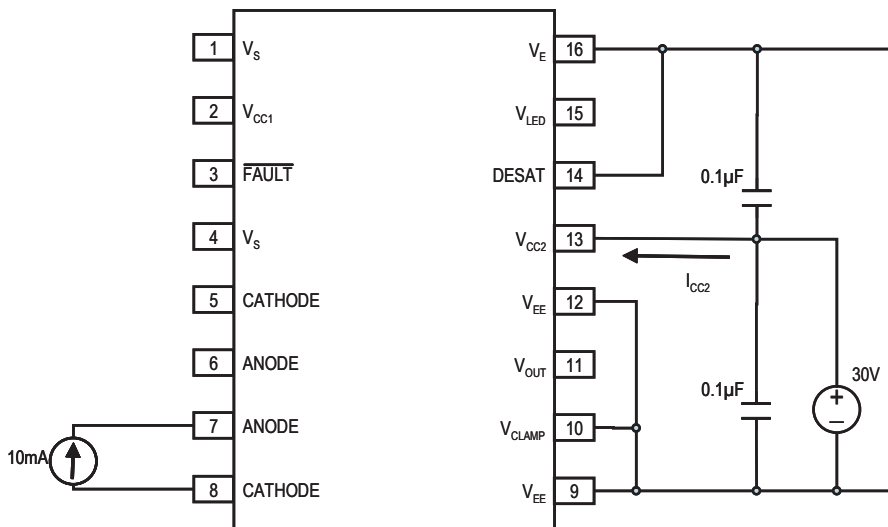 1 V_S
2 V_CC1
3 FAULT
4 V_S
5 CATHODE
6 ANODE
7 ANODE
8 CATHODE
10mA
V_E 16
V_LED 15
DESAT 14
V_CC2 13
V_EE 12
V_OUT 11
V_CLAMP 10
V_EE 9
0.1µF
I_CC2
0.1µF
30V
+
–